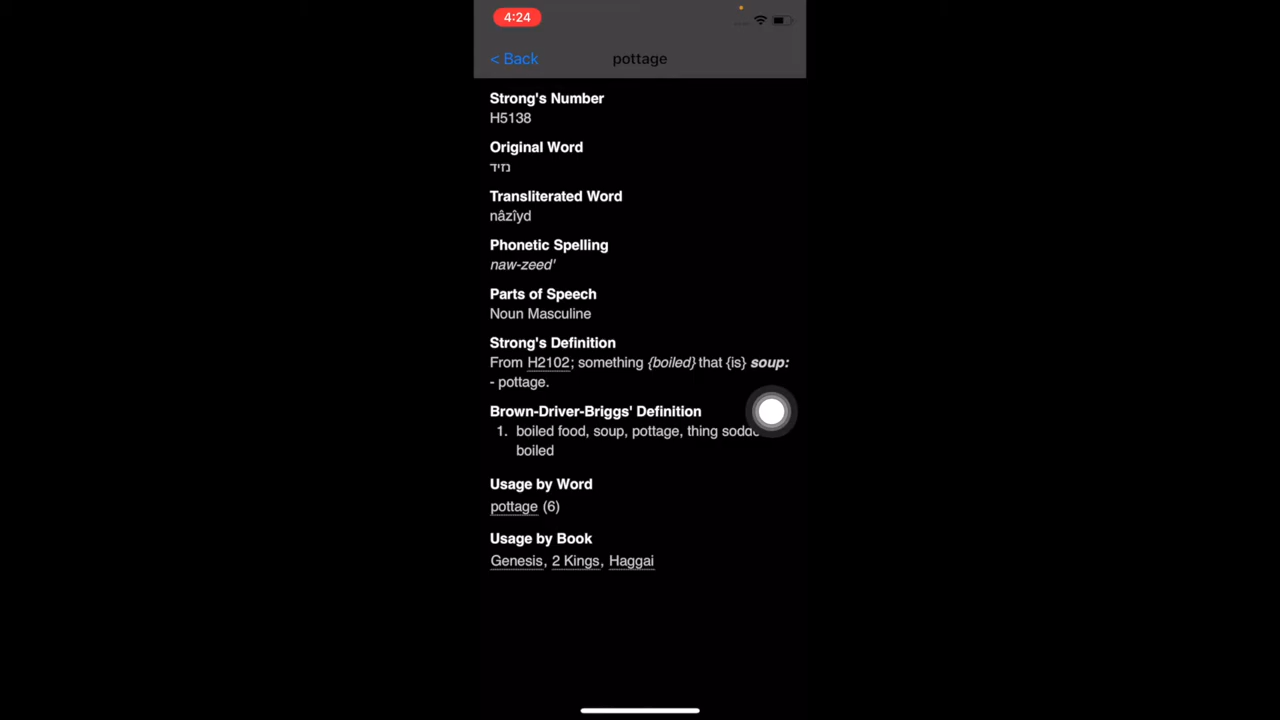 4:24
< Back pottage
Strong's Number
H5138
Original Word
נזיד
Transliterated Word
nâzîyd
Phonetic Spelling
naw-zeed'
Parts of Speech
Noun Masculine
Strong's Definition
From H2102; something {boiled} that {is} soup:
- pottage.
Brown-Driver-Briggs' Definition
1. boiled food, soup, pottage, thing
boiled
Usage by Word
pottage (6)
Usage by Book
Genesis, 2 Kings, Haggai